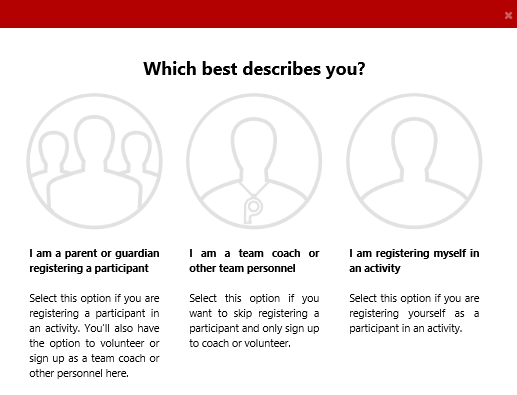 Which best describes you?
I am a parent or guardian
registering a participant
Select this option if you are
registering a participant in
an activity. You'll also have
the option to volunteer or
sign up as a team coach or
other personnel here.
I am a team coach or
other team personnel
Select this option if you
want to skip registering a
participant and only sign up
to coach or volunteer.
I am registering myself in
an activity
Select this option if you are
registering yourself as a
participant in an activity.